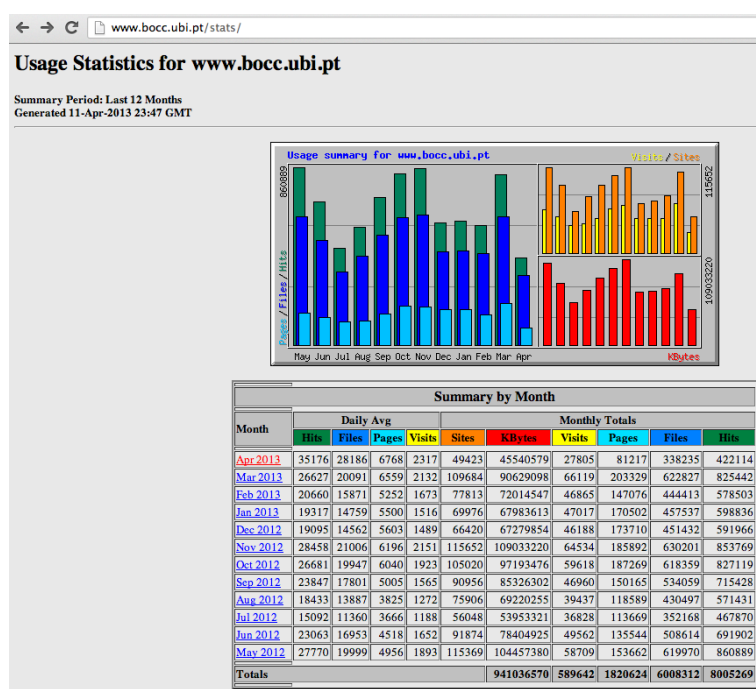 www.bocc.ubi.pt/stats/
Usage Statistics for www.bocc.ubi.pt
Summary Period: Last 12 Months
Generated 11-Apr-2013 23:47 GMT
Usage summary for www.bocc.ubi.pt
Visits / Sites
860889
115652
Pages / Files / Hits
109033220
May Jun Jul Aug Sep Oct Nov Dec Jan Feb Mar Apr
KBytes
Summary by Month
Month Daily Avg Monthly Totals
Hits Files Pages Visits Sites KBytes Visits Pages Files Hits
Apr 2013 35176 28186 6768 2317 49423 45540579 27805 81217 338235 422114
Mar 2013 26627 20091 6559 2132 109684 90629098 66119 203329 622827 825442
Feb 2013 20660 15871 5252 1673 77813 72014547 46865 147076 444413 578503
Jan 2013 19317 14759 5500 1516 69976 67983613 47017 170502 457537 598836
Dec 2012 19095 14562 5603 1489 66420 67279854 46188 173710 451432 591966
Nov 2012 28458 21006 6196 2151 115652 109033220 64534 185892 630201 853769
Oct 2012 26681 19947 6040 1923 105020 97193476 59618 187269 618359 827119
Sep 2012 23847 17801 5005 1565 90956 85326302 46960 150165 534059 715428
Aug 2012 18433 13887 3825 1272 75906 69220255 39437 118589 430497 571431
Jul 2012 15092 11360 3666 1188 56048 53953321 36828 113669 352168 467870
Jun 2012 23063 16953 4518 1652 91874 78404925 49562 135544 508614 691902
May 2012 27770 19999 4956 1893 115369 104457380 58709 153662 619970 860889
Totals 941036570 589642 1820624 6008312 8005269